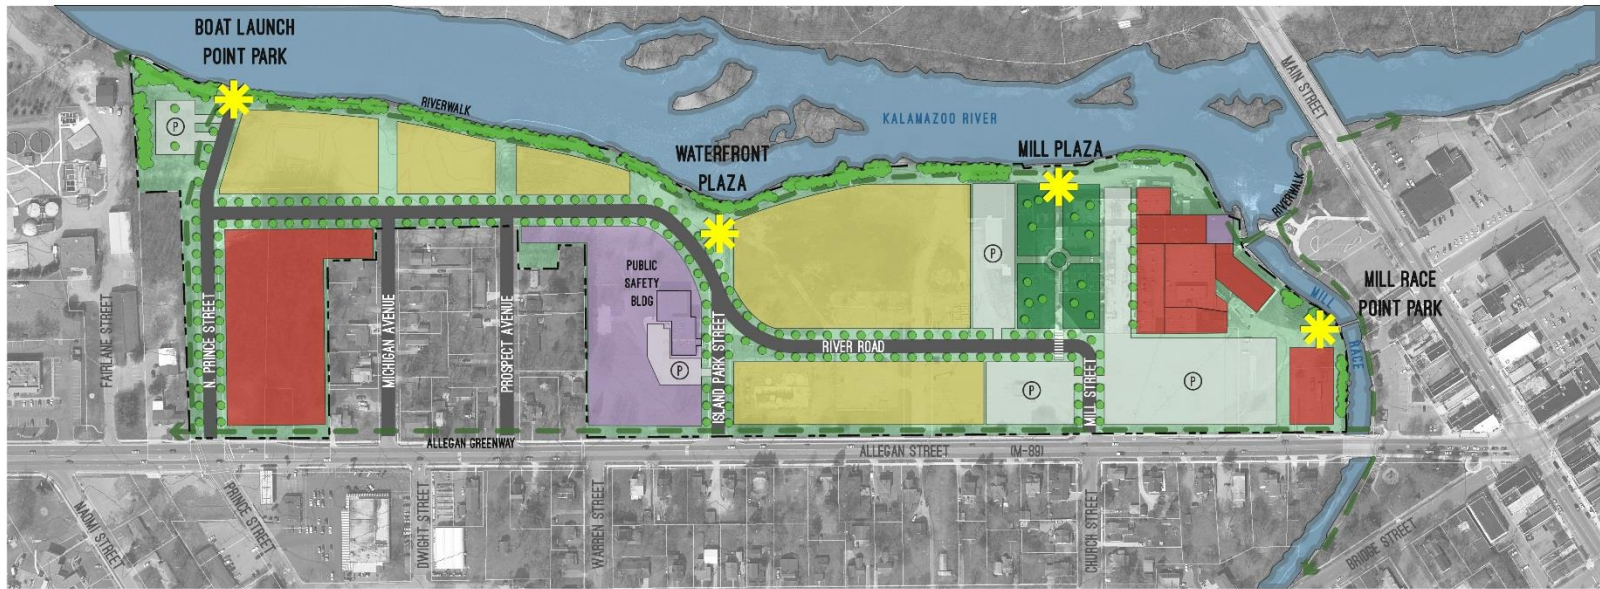 BOAT LAUNCH
POINT PARK
RIVERWALK
KALAMAZOO RIVER
MAIN STREET
WATERFRONT
PLAZA
MILL PLAZA
RIVERWALK
P
P
PUBLIC
SAFETY
BLDG
MILL RACE
POINT PARK
MILL
RACE
FAIRLANE STREET
N. PRINCE STREET
MICHIGAN AVENUE
PROSPECT AVENUE
ISLAND PARK STREET
RIVER ROAD
MILL STREET
P
P
P
ALLEGAN GREENWAY
ALLEGAN STREET
(M-89)
NAOMI STREET
PRINCE STREET
DWIGHT STREET
WARREN STREET
CHURCH STREET
BRIDGE STREET